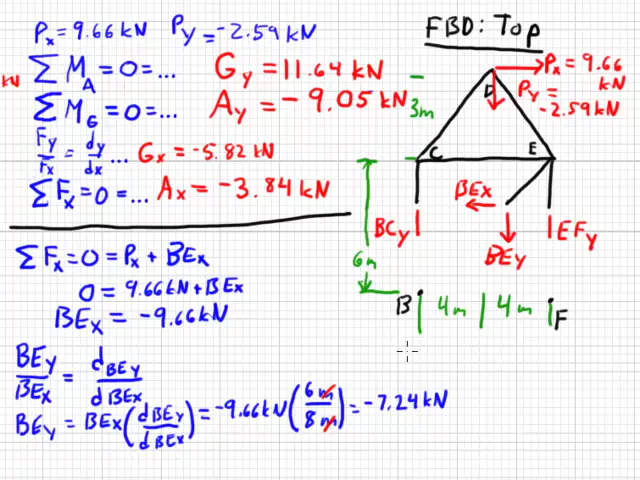 Px = 9.66 kN Py = -2.59 kN
kN
ΣM_A = 0 = ... Gy = 11.64 kN
ΣM_G = 0 = ... Ay = -9.05 kN
Fy/Fx = dy/dx ... Gx = -5.82 kN
ΣFx = 0 = ... Ax = -3.84 kN
ΣFx = 0 = Px + BEx
0 = 9.66 kN + BEx
BEx = -9.66 kN
BEy/BEx = dBEy/dBEx
BEy = BEx (dBEy/dBEx) = -9.66 kN (6m/8m) = -7.24 kN
FBD: Top
Px = 9.66 kN
D
Py = -2.59 kN
3m
C E
BEx
BCy BEy EFy
6m
B 4m 4m F